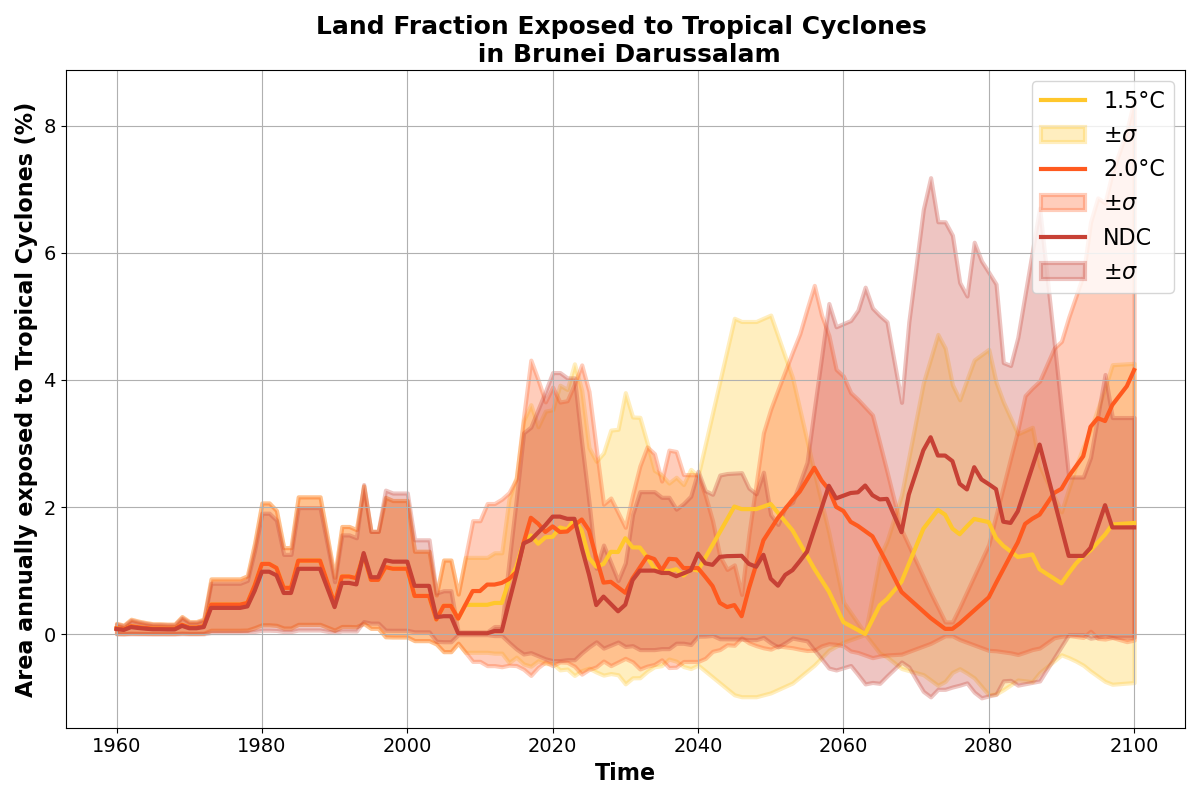 Land Fraction Exposed to Tropical Cyclones
in Brunei Darussalam
Area annually exposed to Tropical Cyclones (%)
8
6
4
2
0
1.5°C
±σ
2.0°C
±σ
NDC
±σ
1960
1980
2000
2020
2040
2060
2080
2100
Time